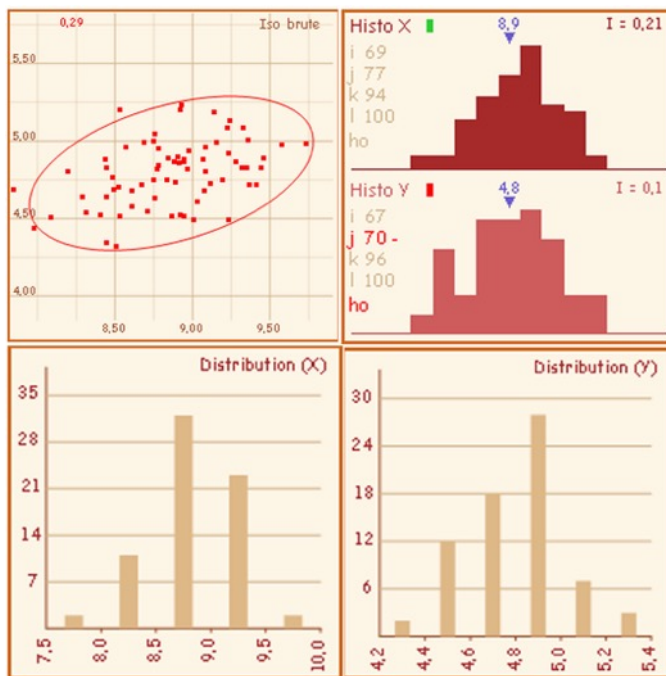 0,29 Iso brute
5,50
5,00
4,50
4,00
8,50 9,00 9,50
Histo X 8,9 I = 0,21
i 69
j 77
k 94
l 100
ho
Histo Y 4,8 I = 0,1
i 67
j 70 -
k 96
l 100
ho
Distribution (X)
35
28
21
14
7
7,5 8,0 8,5 9,0 9,5 10,0
Distribution (Y)
30
24
18
12
6
4,2 4,4 4,6 4,8 5,0 5,2 5,4